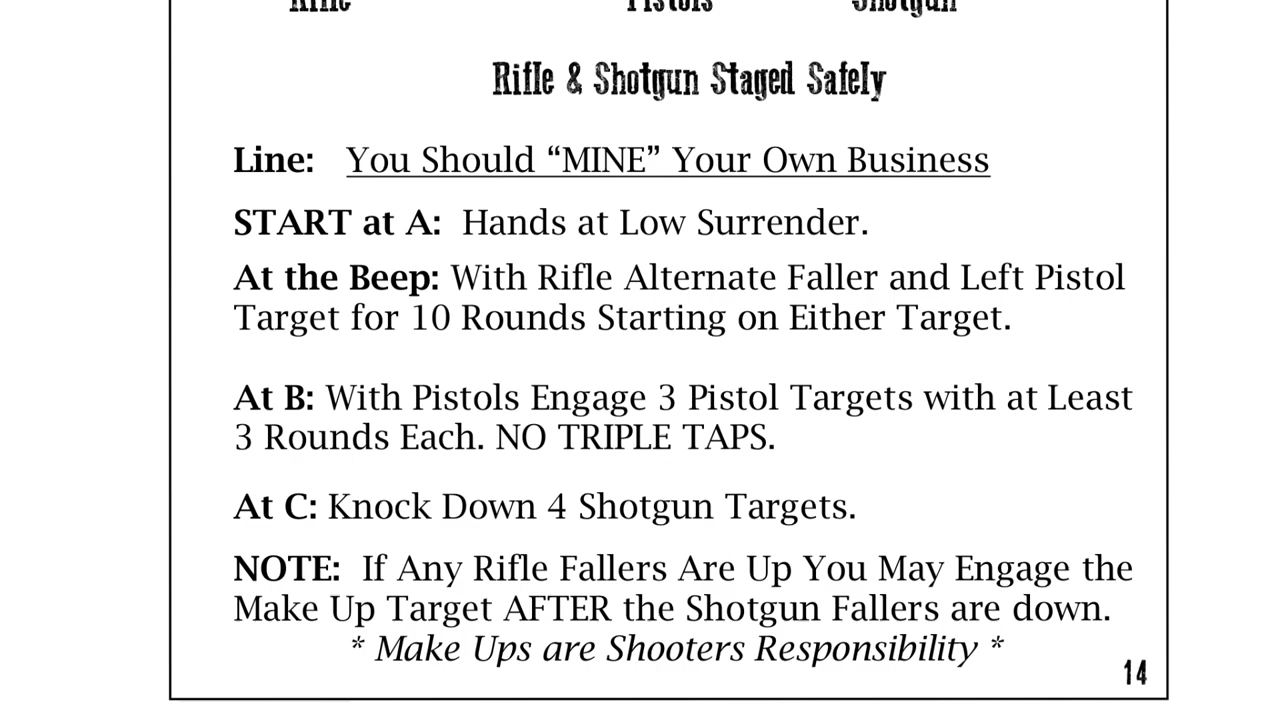 Rifle Pistols Shotgun
Rifle & Shotgun Staged Safely
Line: You Should “MINE” Your Own Business
START at A: Hands at Low Surrender.
At the Beep: With Rifle Alternate Faller and Left Pistol
Target for 10 Rounds Starting on Either Target.
At B: With Pistols Engage 3 Pistol Targets with at Least
3 Rounds Each. NO TRIPLE TAPS.
At C: Knock Down 4 Shotgun Targets.
NOTE: If Any Rifle Fallers Are Up You May Engage the
Make Up Target AFTER the Shotgun Fallers are down.
* Make Ups are Shooters Responsibility *
14